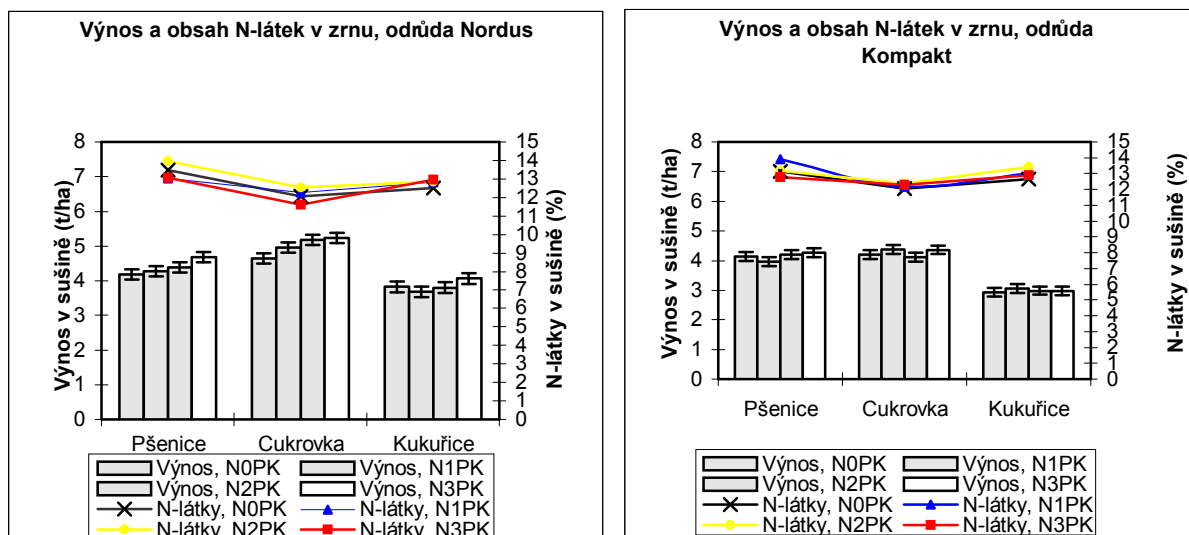 Výnos a obsah N-látek v zrnu, odrůda Nordus
Výnos v sušině (t/ha)
8
7
6
5
4
3
2
1
0
15
14
13
12
11
10
9
8
7
6
5
4
3
2
1
0
N-látky v sušině (%)
Pšenice Cukrovka Kukuřice
Výnos, N0PK Výnos, N1PK
Výnos, N2PK Výnos, N3PK
N-látky, N0PK N-látky, N1PK
N-látky, N2PK N-látky, N3PK
Výnos a obsah N-látek v zrnu, odrůda
Kompakt
Výnos v sušině (t/ha)
8
7
6
5
4
3
2
1
0
15
14
13
12
11
10
9
8
7
6
5
4
3
2
1
0
N-látky v sušině (%)
Pšenice Cukrovka Kukuřice
Výnos, N0PK Výnos, N1PK
Výnos, N2PK Výnos, N3PK
N-látky, N0PK N-látky, N1PK
N-látky, N2PK N-látky, N3PK